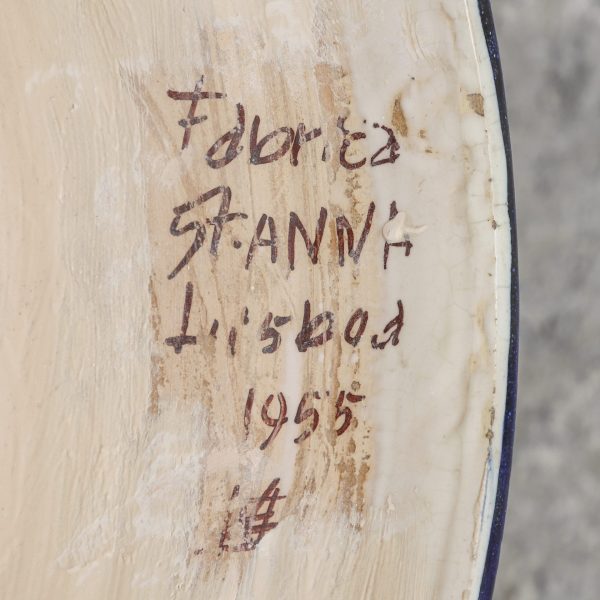 Fabrica
St. ANNA
Lisboa
1955